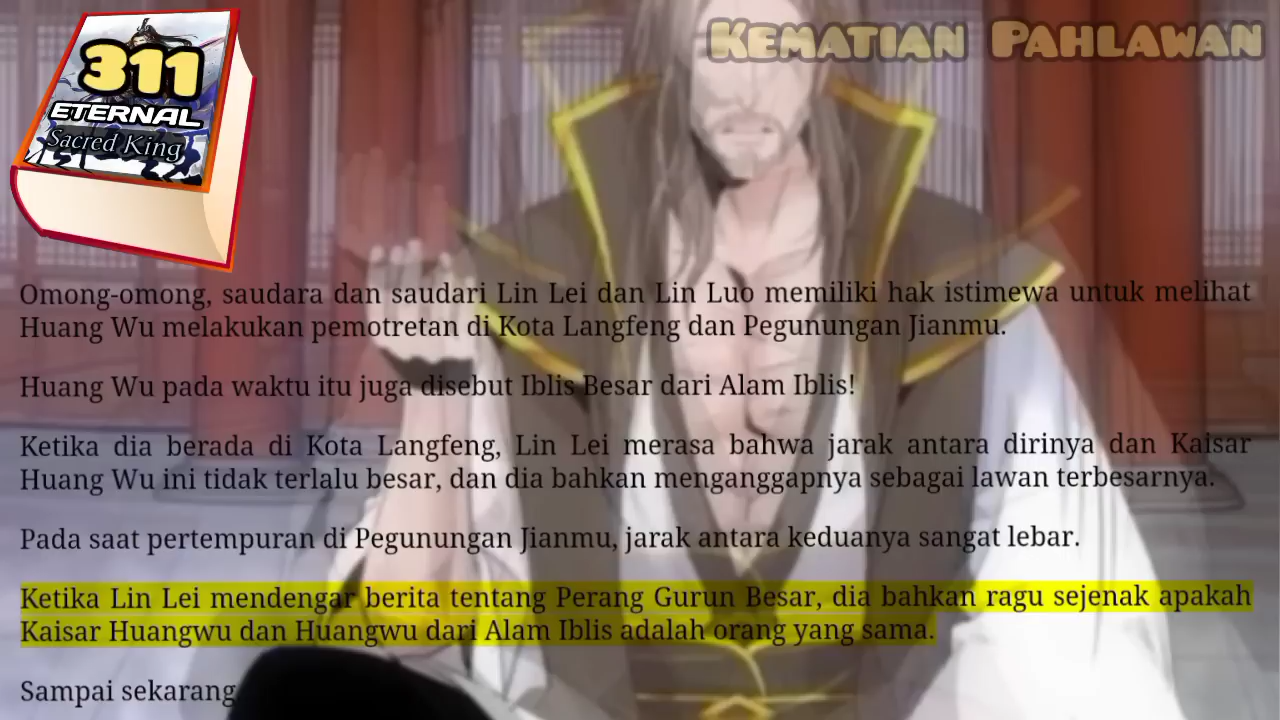 311
ETERNAL
Sacred King
Kematian Pahlawan
Omong-omong, saudara dan saudari Lin Lei dan Lin Luo memiliki hak istimewa untuk melihat
Huang Wu melakukan pemotretan di Kota Langfeng dan Pegunungan Jianmu.
Huang Wu pada waktu itu juga disebut Iblis Besar dari Alam Iblis!
Ketika dia berada di Kota Langfeng, Lin Lei merasa bahwa jarak antara dirinya dan Kaisar
Huang Wu ini tidak terlalu besar, dan dia bahkan menganggapnya sebagai lawan terbesarnya.
Pada saat pertempuran di Pegunungan Jianmu, jarak antara keduanya sangat lebar.
Ketika Lin Lei mendengar berita tentang Perang Gurun Besar, dia bahkan ragu sejenak apakah
Kaisar Huangwu dan Huangwu dari Alam Iblis adalah orang yang sama.
Sampai sekarang